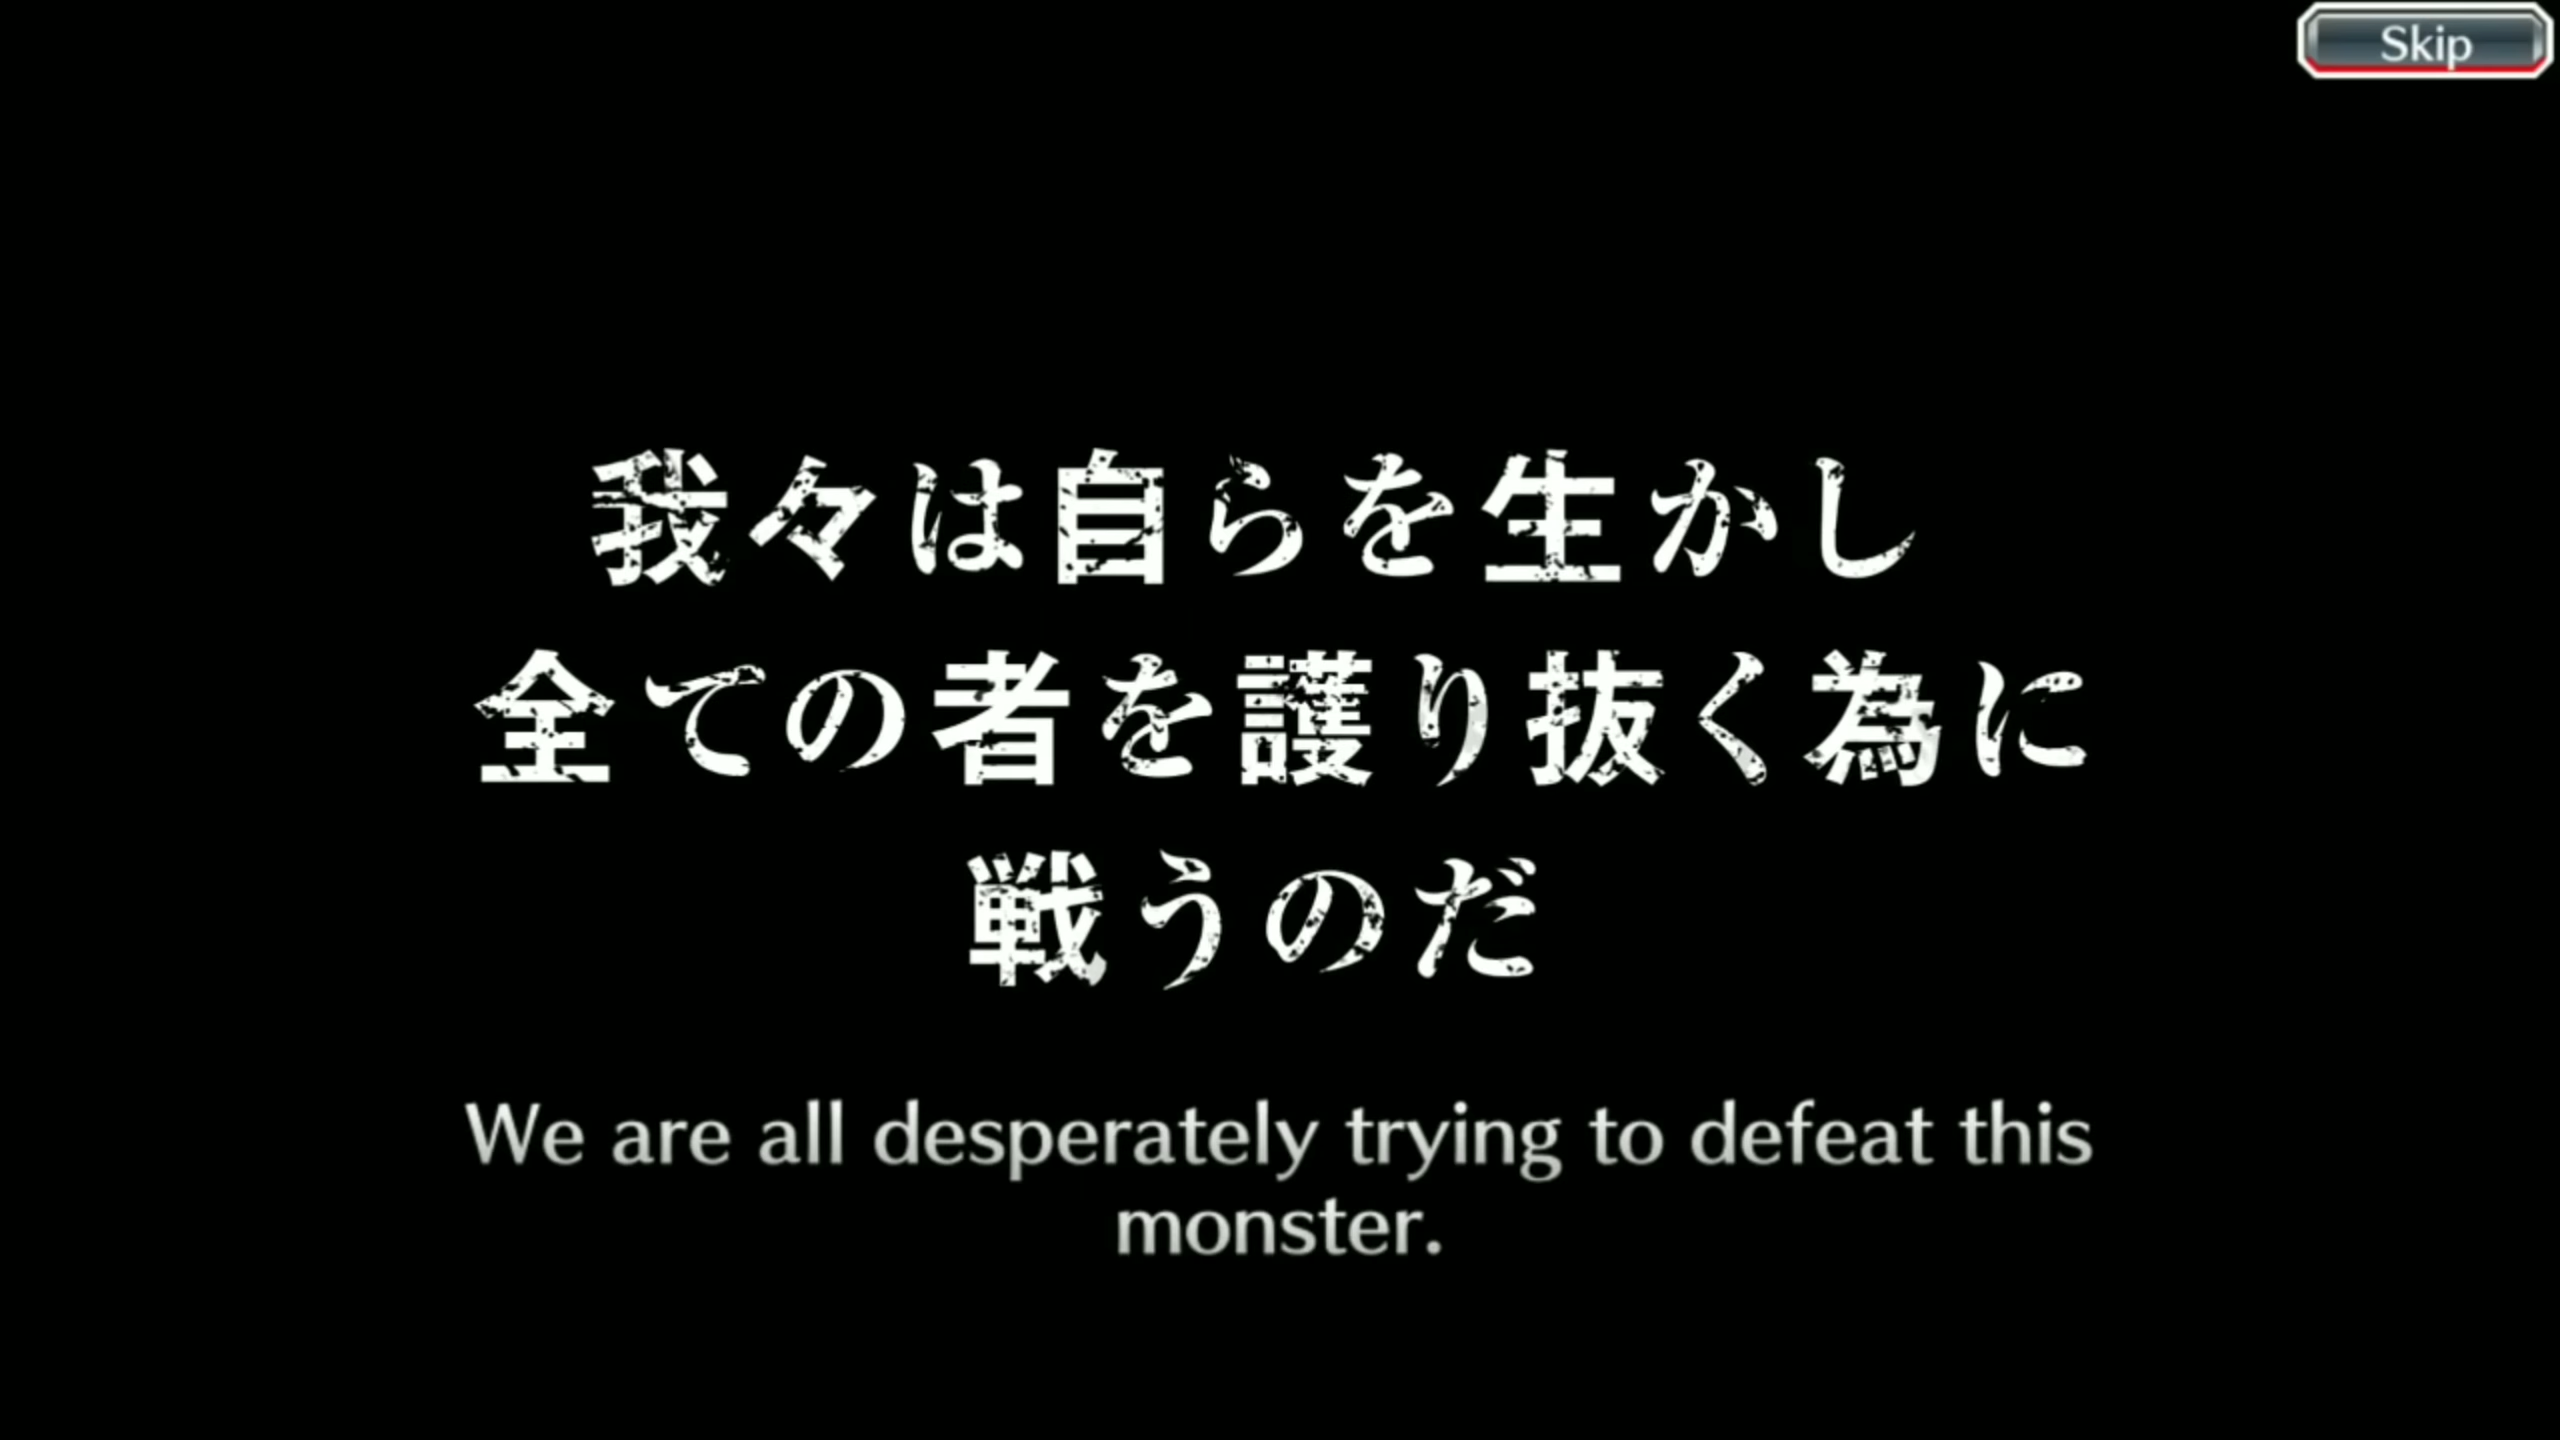 Skip
我々は自らを生かし
全ての者を護り抜く為に
戦うのだ
We are all desperately trying to defeat this
monster.